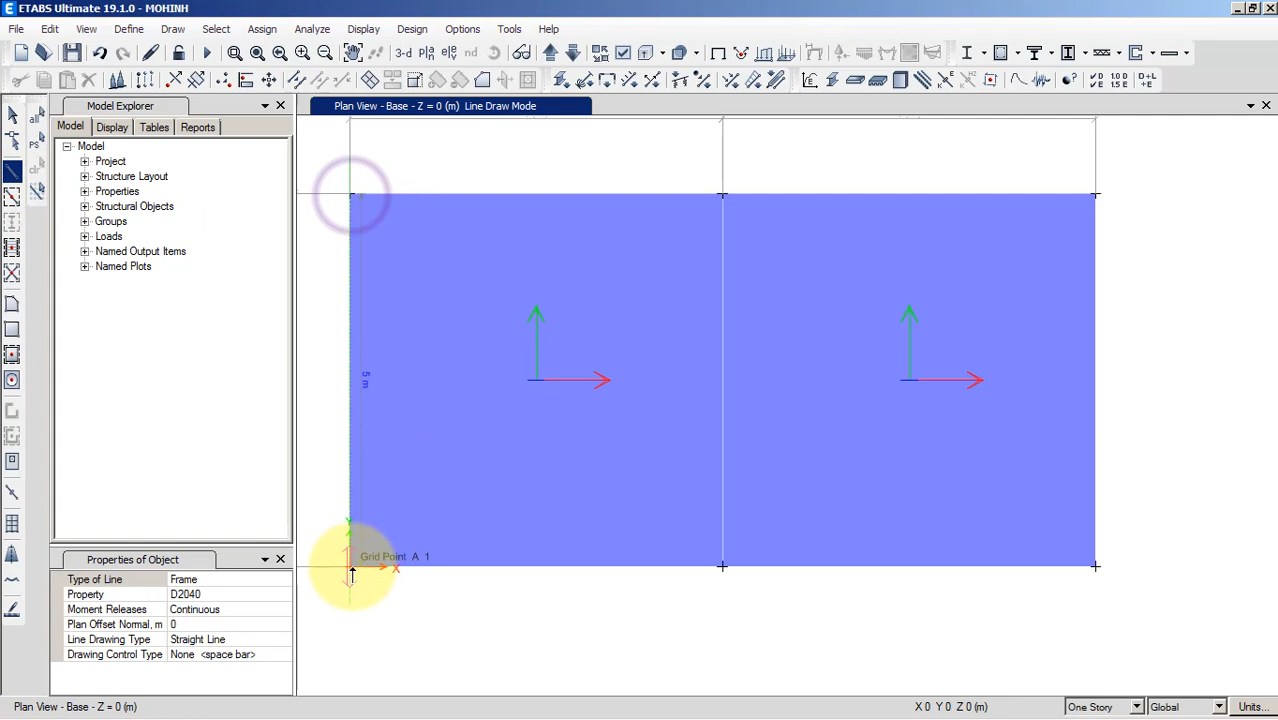 ETABS Ultimate 19.1.0 - MOHINH
File Edit View Define Draw Select Assign Analyze Display Design Options Tools Help
3-d
Model Explorer
Plan View - Base - Z = 0 (m) Line Draw Mode
Model Display Tables Reports
all
PS
clr
Model
Project
Structure Layout
Properties
Structural Objects
Groups
Loads
Named Output Items
Named Plots
5 m
Y
Grid Point A 1
X
Properties of Object
Type of Line Frame
Property D2040
Moment Releases Continuous
Plan Offset Normal, m 0
Line Drawing Type Straight Line
Drawing Control Type None <space bar>
Plan View - Base - Z = 0 (m)
X 0 Y 0 Z 0 (m)
One Story
Global
Units...